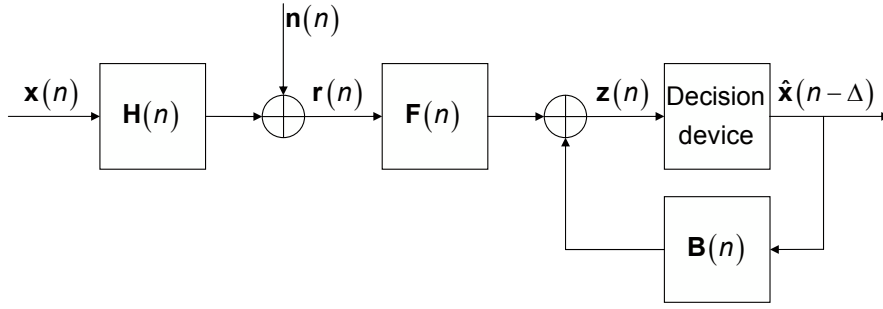 n(n)
x(n)
H(n)
r(n)
F(n)
z(n)
Decision
device
x̂(n−Δ)
B(n)